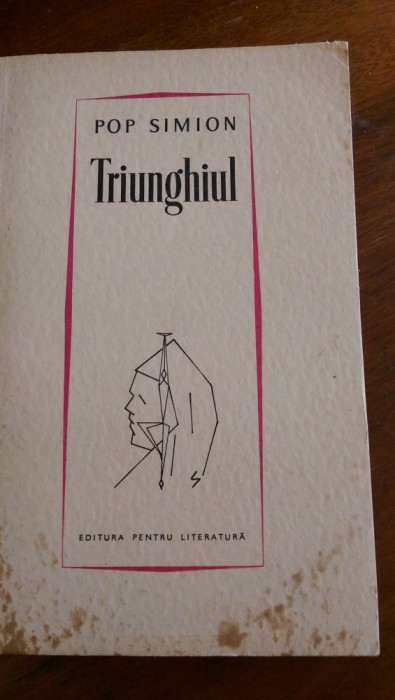 POP SIMION
Triunghiul
EDITURA PENTRU LITERATURĂ